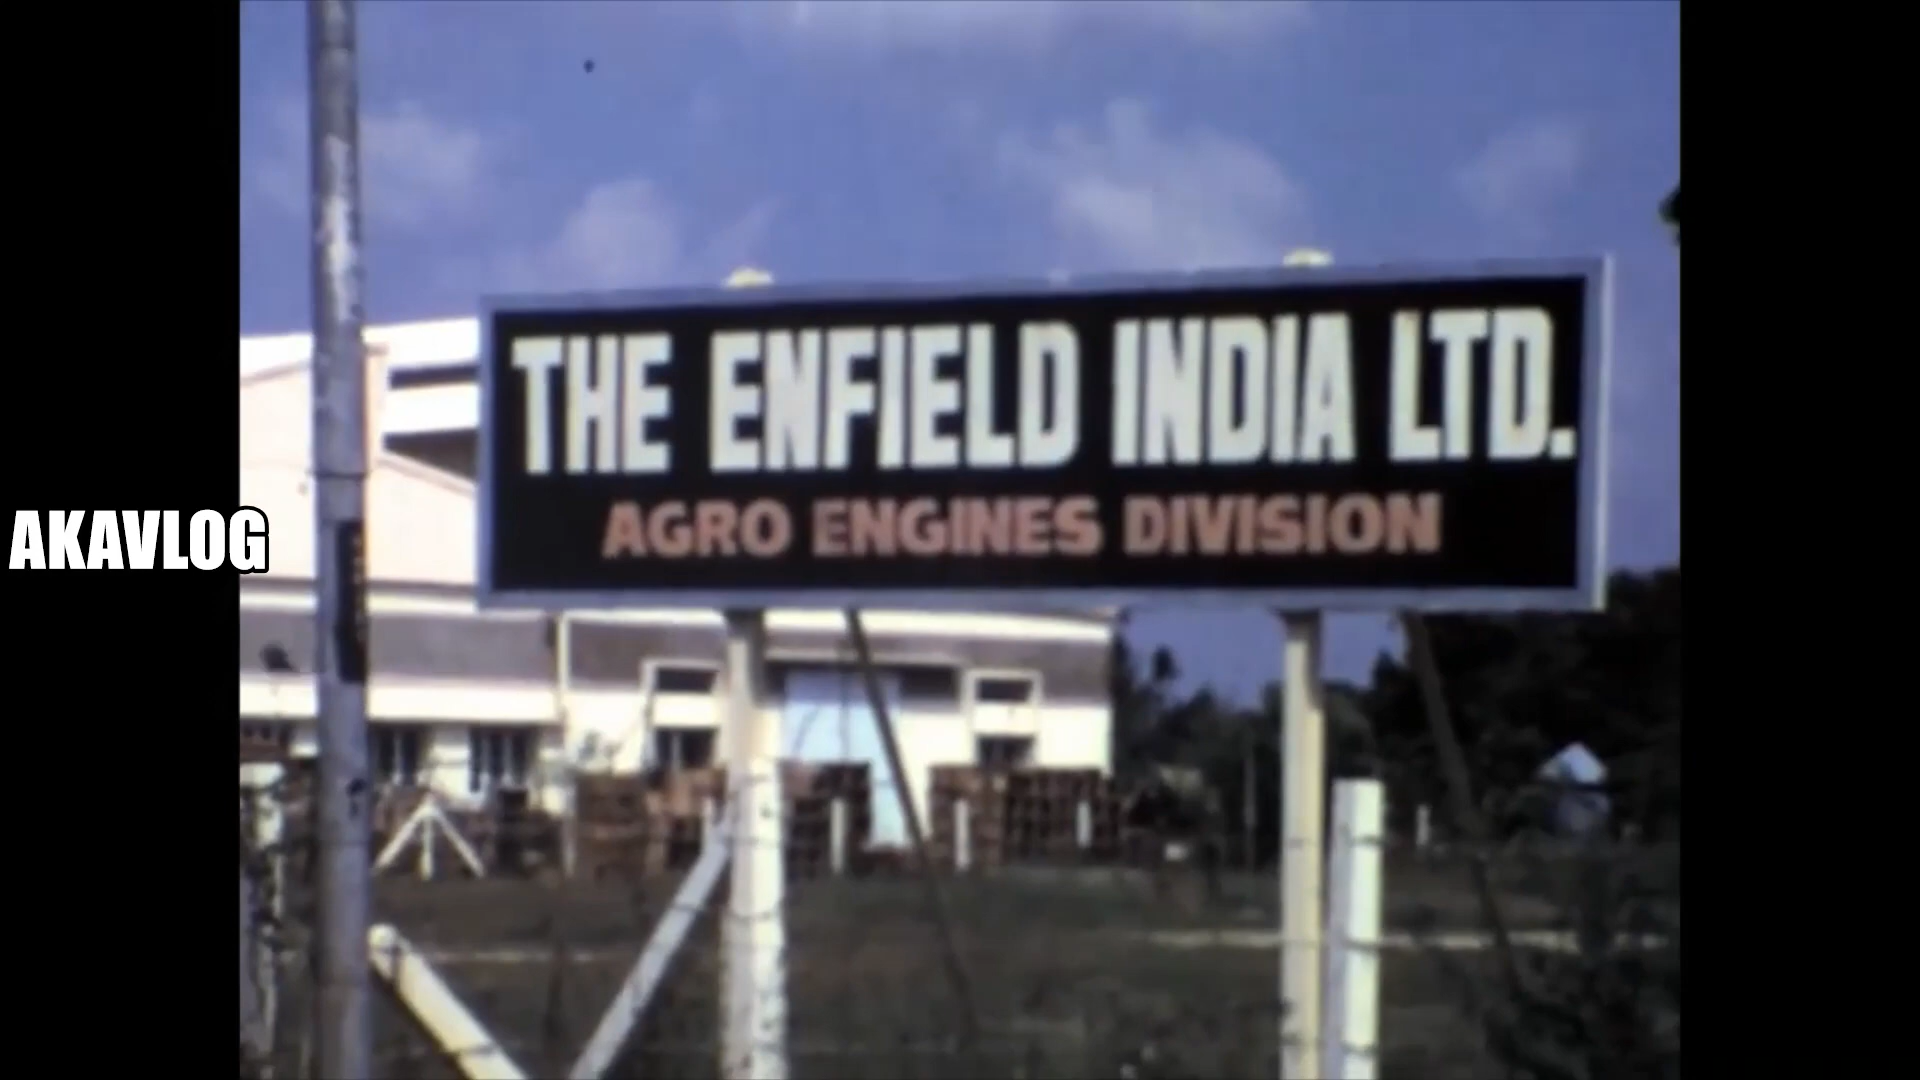 THE ENFIELD INDIA LTD.
AGRO ENGINES DIVISION
AKAVLOG